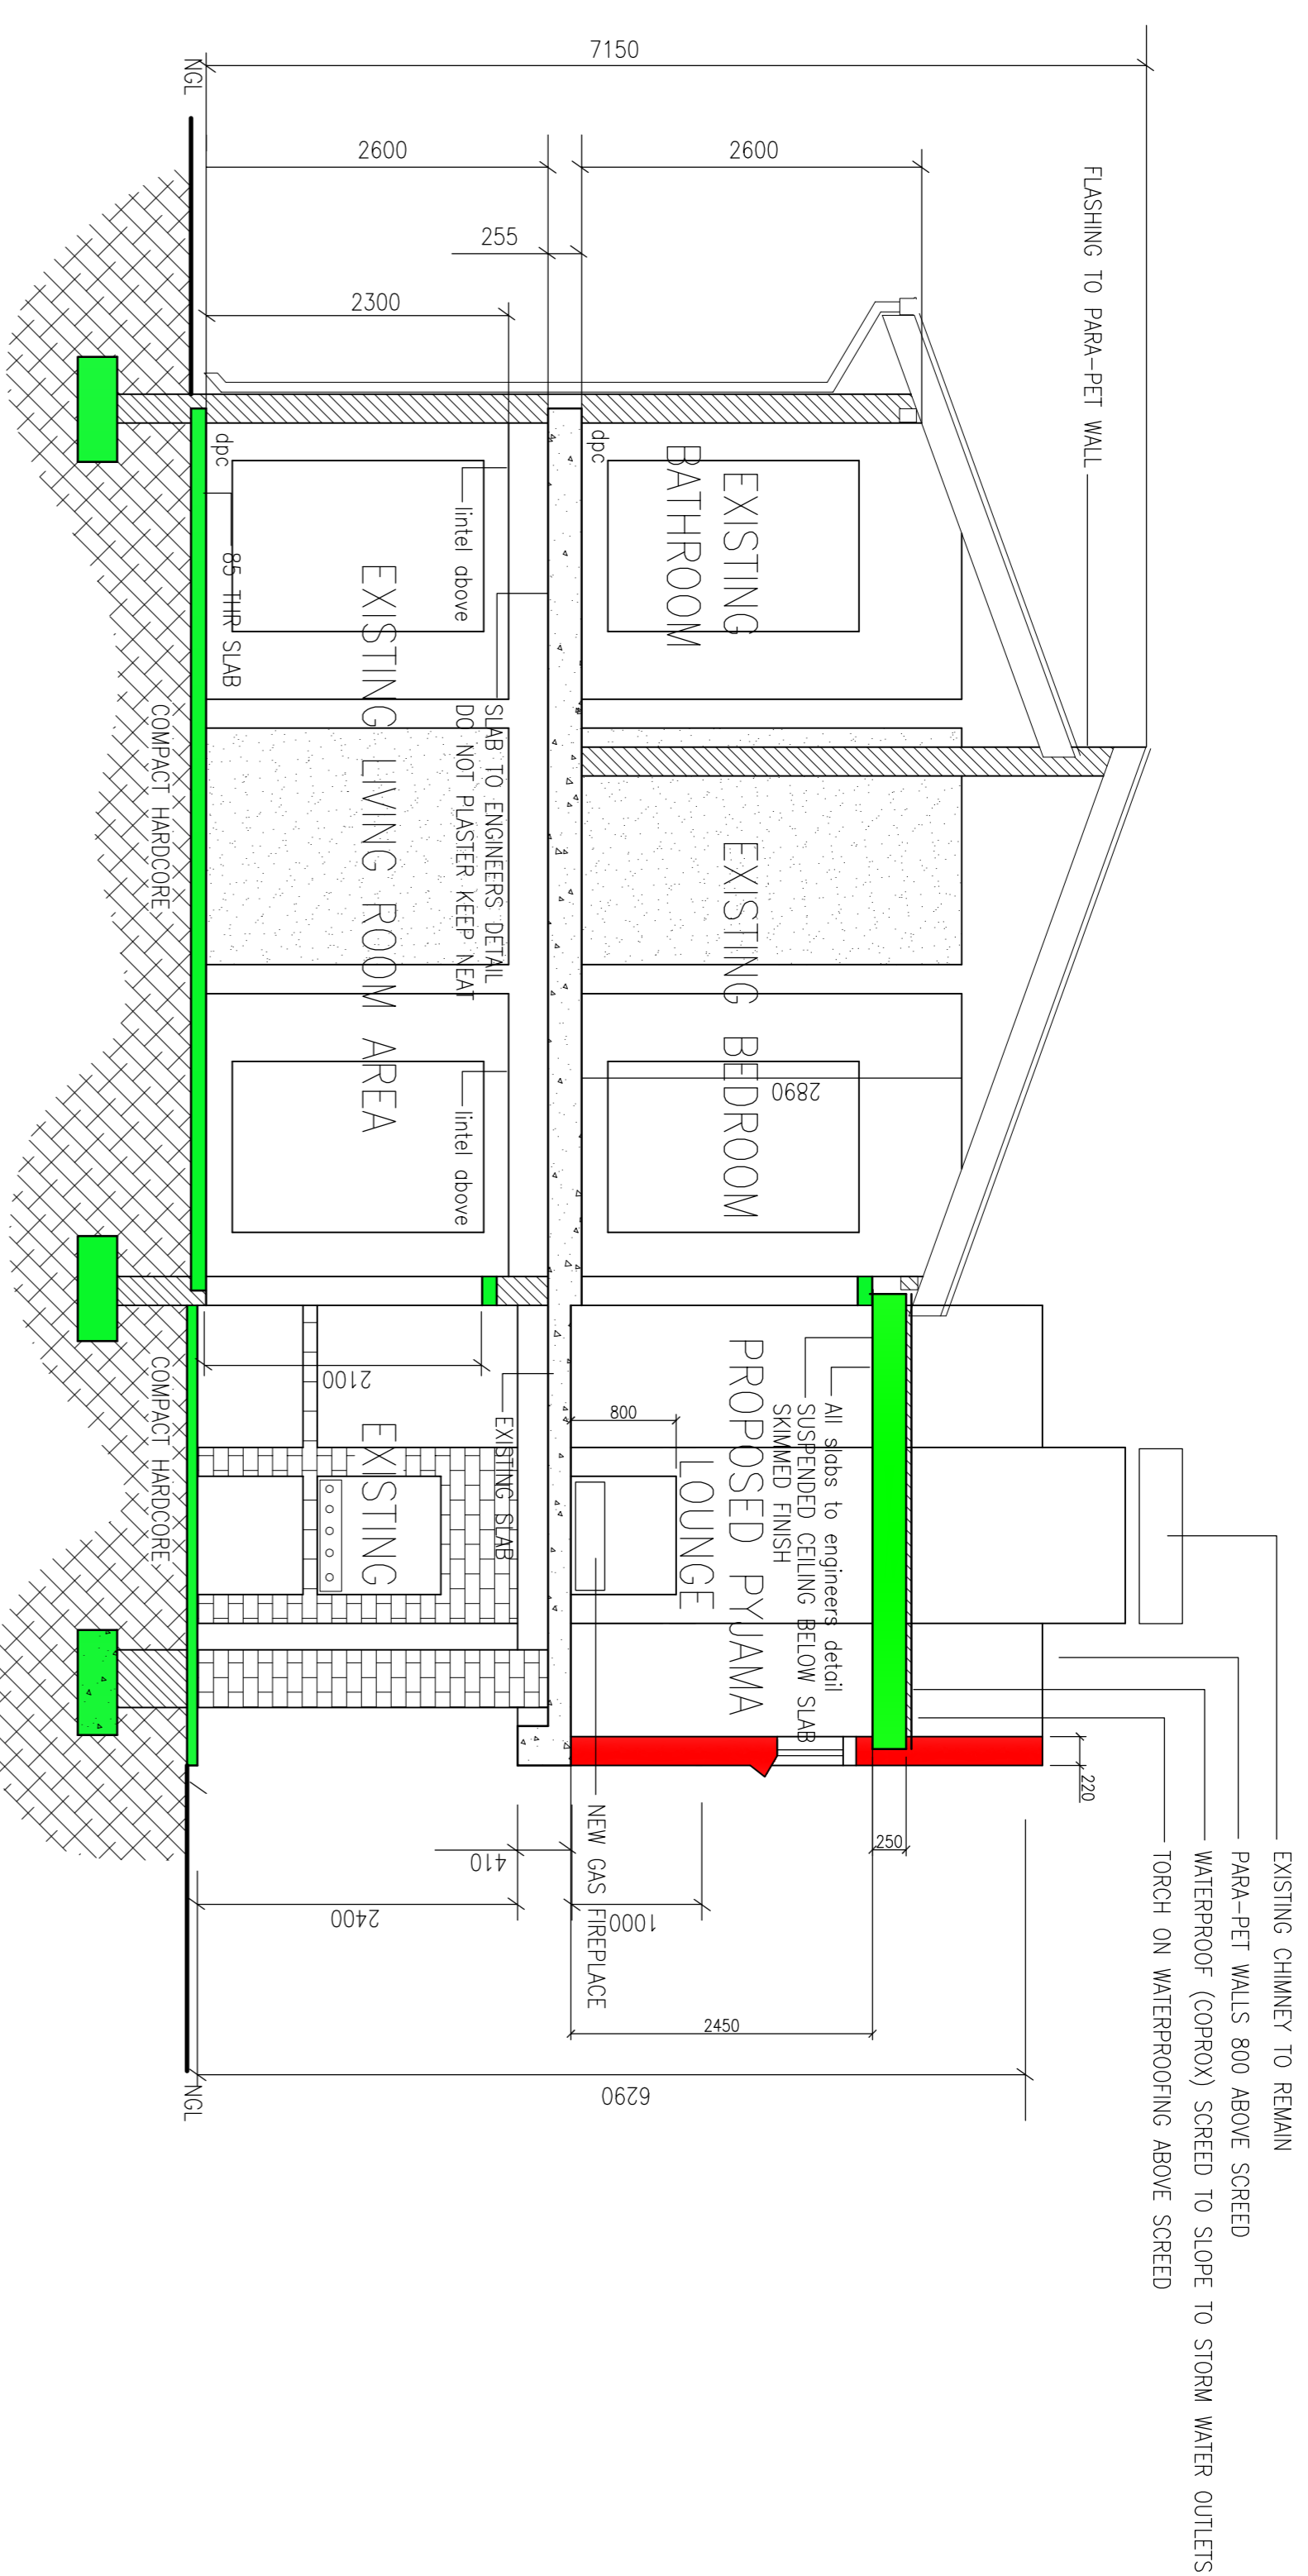 EXISTING CHIMNEY TO REMAIN
PARA-PET WALLS 800 ABOVE SCREED
WATERPROOF (COPROX) SCREED TO SLOPE TO STORM WATER OUTLETS
TORCH ON WATERPROOFING ABOVE SCREED
FLASHING TO PARA-PET WALL
7150
2600
2600
255
2300
220
250
2450
6290
1000
410
2400
2890
800
2100
EXISTING
BATHROOM
EXISTING BEDROOM
All slabs to engineers detail
SUSPENDED CEILING BELOW SLAB
SKIMMED FINISH
PROPOSED PYJAMA
LOUNGE
NEW GAS FIREPLACE
dpc
SLAB TO ENGINEERS DETAIL
DO NOT PLASTER KEEP NEAT
EXISTING SLAB
lintel above
lintel above
EXISTING LIVING ROOM AREA
EXISTING
dpc
85 THR SLAB
NGL
NGL
COMPACT HARDCORE
COMPACT HARDCORE